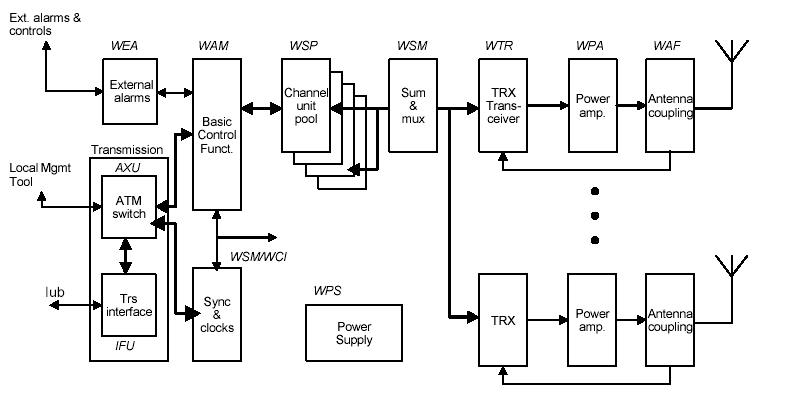 Ext. alarms &
controls
WEA
WAM
WSP
WSM
WTR
WPA
WAF
External
alarms
Basic
Control
Funct.
Channel
unit
pool
Sum
&
mux
TRX
Trans-
ceiver
Power
amp.
Antenna
coupling
Transmission
AXU
Local Mgmt
Tool
ATM
switch
WSM/WCI
Iub
Trs
interface
IFU
Sync
&
clocks
WPS
Power
Supply
TRX
Power
amp.
Antenna
coupling